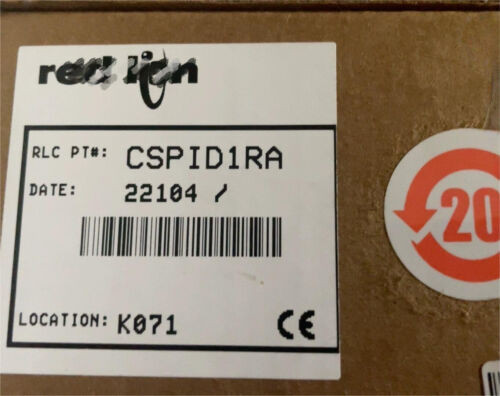 red lion
RLC PT#: CSPID1RA
DATE: 22104 /
LOCATION: K071
CE
20